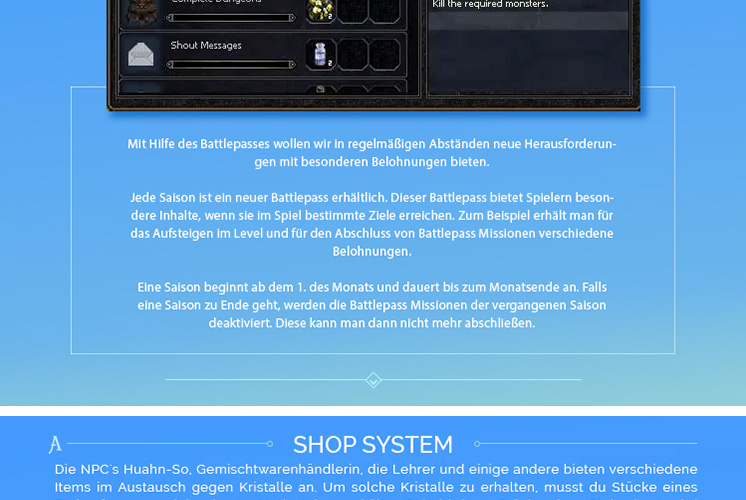 Complete Dungeons
Kill the required monsters.
2
Shout Messages
2
Mit Hilfe des Battlepasses wollen wir in regelmäßigen Abständen neue Herausforderun-
gen mit besonderen Belohnungen bieten.
Jede Saison ist ein neuer Battlepass erhältlich. Dieser Battlepass bietet Spielern beson-
dere Inhalte, wenn sie im Spiel bestimmte Ziele erreichen. Zum Beispiel erhält man für
das Aufsteigen im Level und für den Abschluss von Battlepass Missionen verschiedene
Belohnungen.
Eine Saison beginnt ab dem 1. des Monats und dauert bis zum Monatsende an. Falls
eine Saison zu Ende geht, werden die Battlepass Missionen der vergangenen Saison
deaktiviert. Diese kann man dann nicht mehr abschließen.
A
SHOP SYSTEM
Die NPC's Huahn-So, Gemischtwarenhändlerin, die Lehrer und einige andere bieten verschiedene
Items im Austausch gegen Kristalle an. Um solche Kristalle zu erhalten, musst du Stücke eines